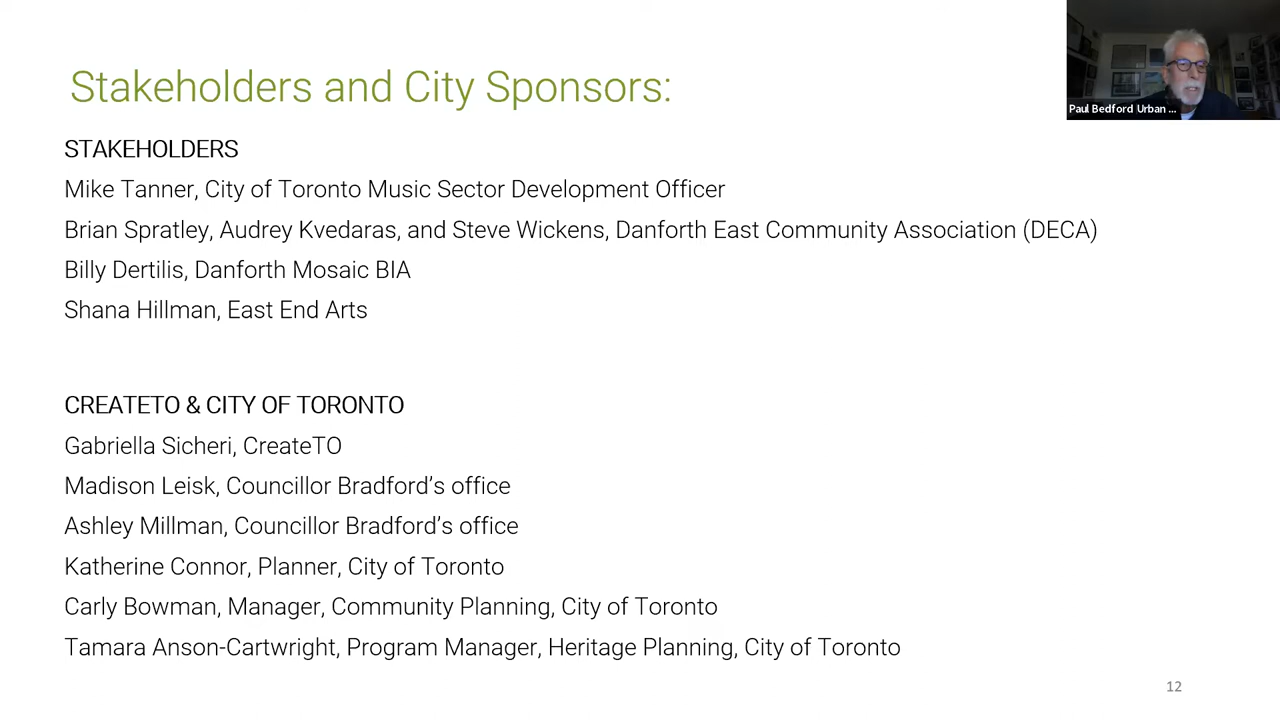 Stakeholders and City Sponsors:
Paul Bedford Urban ...
STAKEHOLDERS
Mike Tanner, City of Toronto Music Sector Development Officer
Brian Spratley, Audrey Kvedaras, and Steve Wickens, Danforth East Community Association (DECA)
Billy Dertilis, Danforth Mosaic BIA
Shana Hillman, East End Arts
CREATETO & CITY OF TORONTO
Gabriella Sicheri, CreateTO
Madison Leisk, Councillor Bradford’s office
Ashley Millman, Councillor Bradford’s office
Katherine Connor, Planner, City of Toronto
Carly Bowman, Manager, Community Planning, City of Toronto
Tamara Anson-Cartwright, Program Manager, Heritage Planning, City of Toronto
12